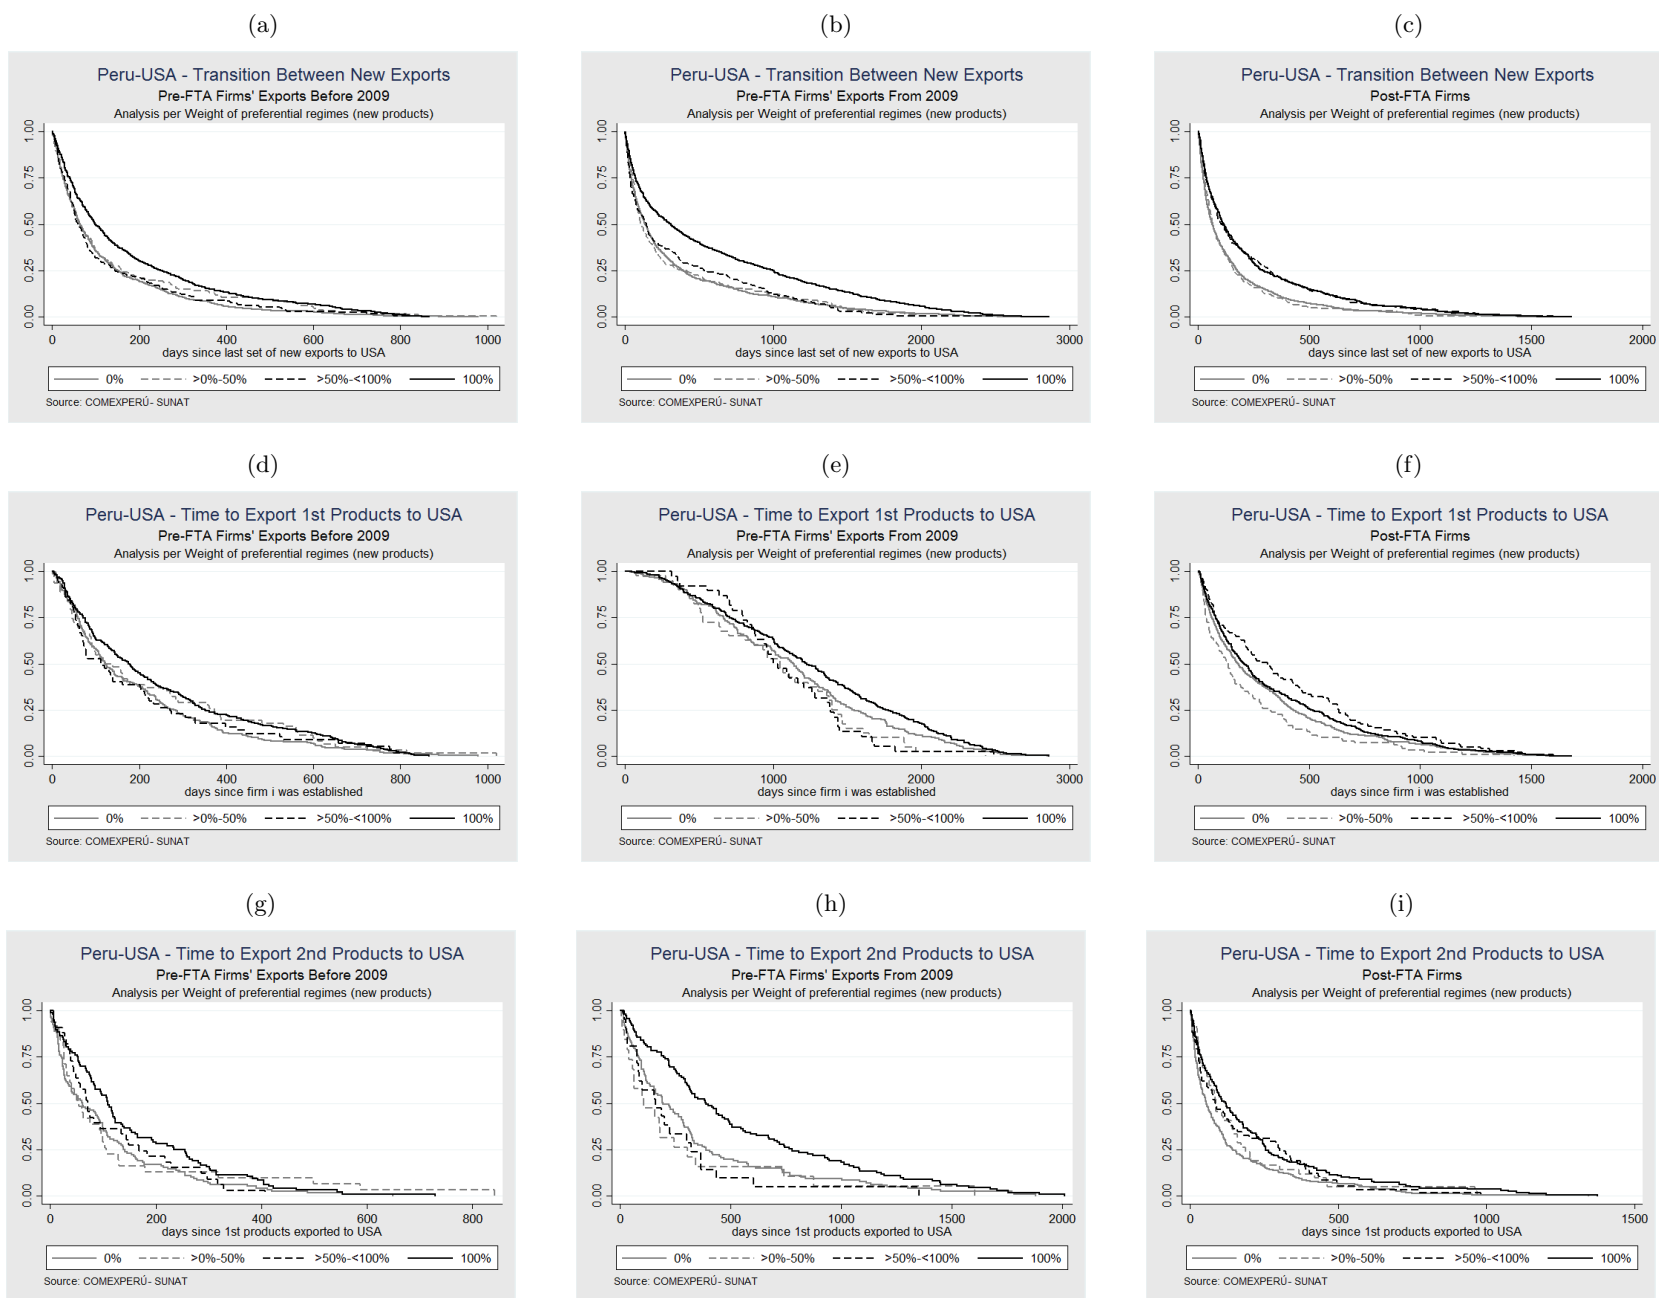 (a)
Peru-USA - Transition Between New Exports
Pre-FTA Firms' Exports Before 2009
Analysis per Weight of preferential regimes (new products)
1.00
0.75
0.50
0.25
0.00
0 200 400 600 800 1000
days since last set of new exports to USA
0% >0%-50% >50%-<100% 100%
Source: COMEXPERÚ- SUNAT
(b)
Peru-USA - Transition Between New Exports
Pre-FTA Firms' Exports From 2009
Analysis per Weight of preferential regimes (new products)
1.00
0.75
0.50
0.25
0.00
0 1000 2000 3000
days since last set of new exports to USA
0% >0%-50% >50%-<100% 100%
Source: COMEXPERÚ- SUNAT
(c)
Peru-USA - Transition Between New Exports
Post-FTA Firms
Analysis per Weight of preferential regimes (new products)
1.00
0.75
0.50
0.25
0.00
0 500 1000 1500 2000
days since last set of new exports to USA
0% >0%-50% >50%-<100% 100%
Source: COMEXPERÚ- SUNAT
(d)
Peru-USA - Time to Export 1st Products to USA
Pre-FTA Firms' Exports Before 2009
Analysis per Weight of preferential regimes (new products)
1.00
0.75
0.50
0.25
0.00
0 200 400 600 800 1000
days since firm i was established
0% >0%-50% >50%-<100% 100%
Source: COMEXPERÚ- SUNAT
(e)
Peru-USA - Time to Export 1st Products to USA
Pre-FTA Firms' Exports From 2009
Analysis per Weight of preferential regimes (new products)
1.00
0.75
0.50
0.25
0.00
0 1000 2000 3000
days since firm i was established
0% >0%-50% >50%-<100% 100%
Source: COMEXPERÚ- SUNAT
(f)
Peru-USA - Time to Export 1st Products to USA
Post-FTA Firms
Analysis per Weight of preferential regimes (new products)
1.00
0.75
0.50
0.25
0.00
0 500 1000 1500 2000
days since firm i was established
0% >0%-50% >50%-<100% 100%
Source: COMEXPERÚ- SUNAT
(g)
Peru-USA - Time to Export 2nd Products to USA
Pre-FTA Firms' Exports Before 2009
Analysis per Weight of preferential regimes (new products)
1.00
0.75
0.50
0.25
0.00
0 200 400 600 800
days since 1st products exported to USA
0% >0%-50% >50%-<100% 100%
Source: COMEXPERÚ- SUNAT
(h)
Peru-USA - Time to Export 2nd Products to USA
Pre-FTA Firms' Exports From 2009
Analysis per Weight of preferential regimes (new products)
1.00
0.75
0.50
0.25
0.00
0 500 1000 1500 2000
days since 1st products exported to USA
0% >0%-50% >50%-<100% 100%
Source: COMEXPERÚ- SUNAT
(i)
Peru-USA - Time to Export 2nd Products to USA
Post-FTA Firms
Analysis per Weight of preferential regimes (new products)
1.00
0.75
0.50
0.25
0.00
0 500 1000 1500
days since 1st products exported to USA
0% >0%-50% >50%-<100% 100%
Source: COMEXPERÚ- SUNAT